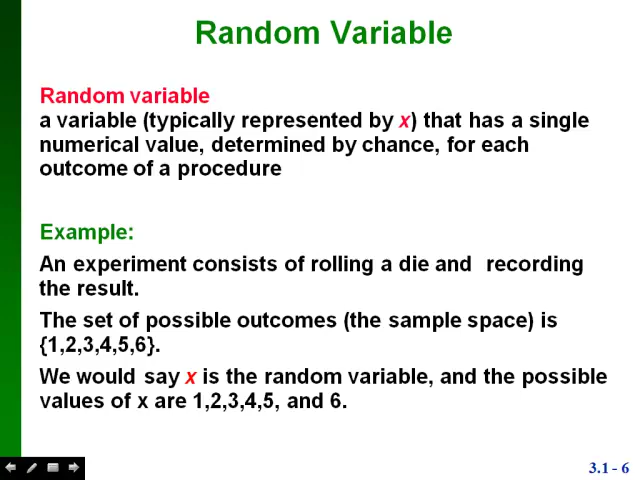 Random Variable
Random variable
a variable (typically represented by x) that has a single
numerical value, determined by chance, for each
outcome of a procedure
Example:
An experiment consists of rolling a die and recording
the result.
The set of possible outcomes (the sample space) is
{1,2,3,4,5,6}.
We would say x is the random variable, and the possible
values of x are 1,2,3,4,5, and 6.
3.1 - 6